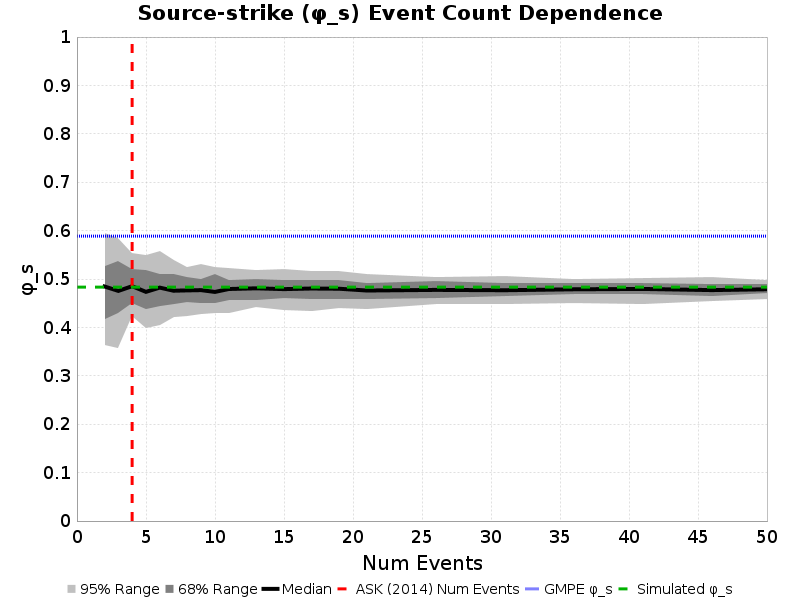 Source-strike (φ_s) Event Count Dependence
φ_s
1
0.9
0.8
0.7
0.6
0.5
0.4
0.3
0.2
0.1
0
0 5 10 15 20 25 30 35 40 45 50
Num Events
95% Range 68% Range Median ASK (2014) Num Events GMPE φ_s Simulated φ_s